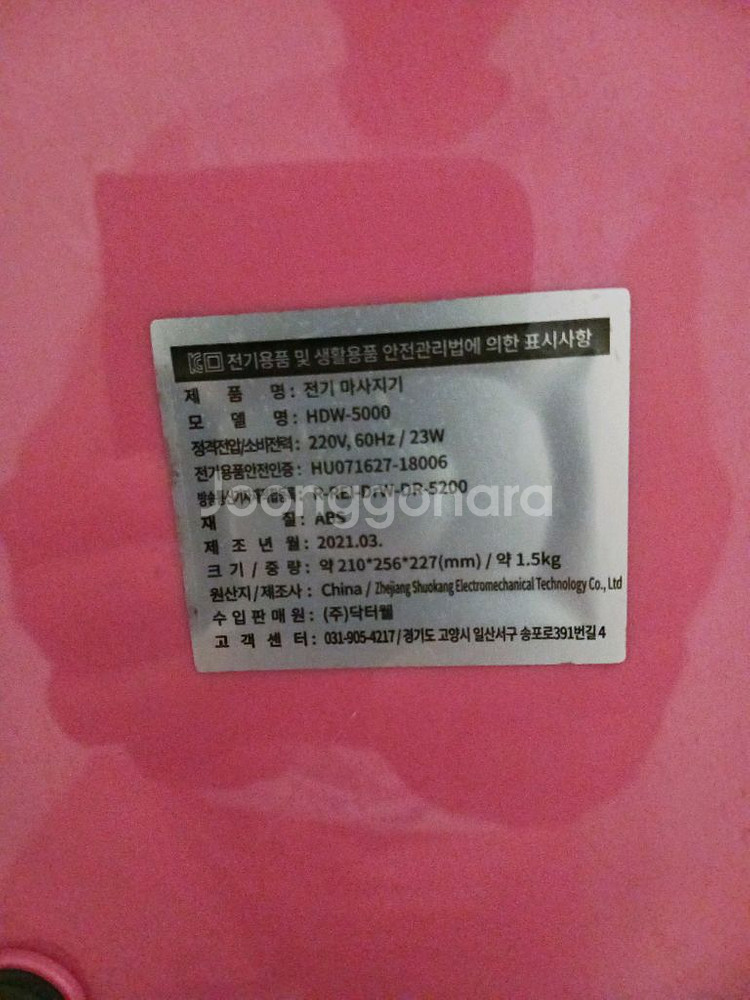 전기용품 및 생활용품 안전관리법에 의한 표시사항
제 품 명 : 전기 마사지기
모 델 명 : HDW-5000
정격전압/소비전력 : 220V, 60Hz / 23W
전기용품안전인증 : HU071627-18006
R-REI-DIW-DR-5200
Joonggonara
재 질 : ABS
제 조 년 월 : 2021.03.
크 기 / 중 량 : 약 210*256*227(mm) / 약 1.5kg
원산지/제조사 : China / Zhejiang Shuokang Electromechanical Technology Co., Ltd
수 입 판 매 원 : (주)닥터웰
고 객 센 터 : 031-905-4217 / 경기도 고양시 일산서구 송포로391번길 4